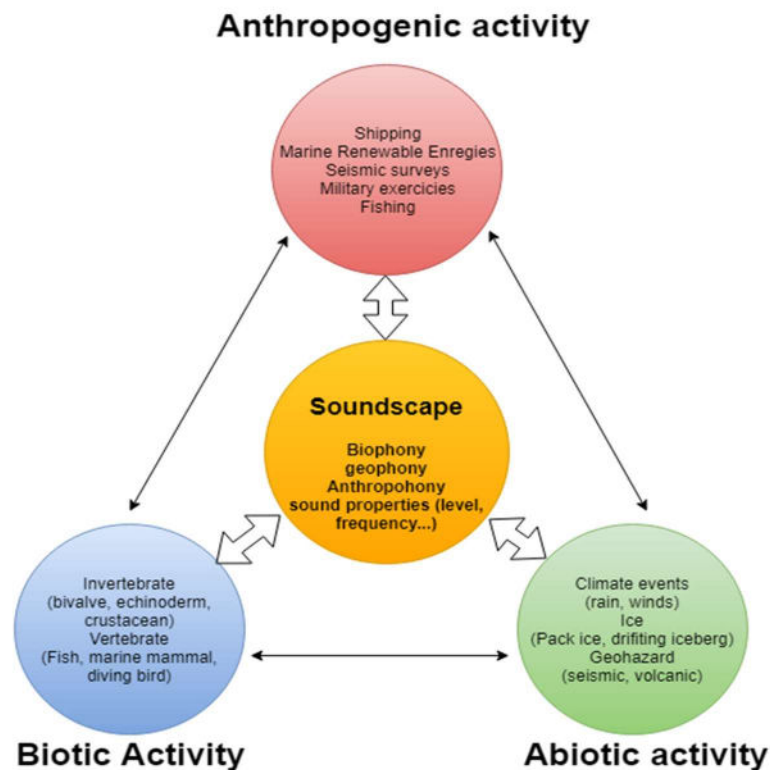 Anthropogenic activity
Shipping
Marine Renewable Enregies
Seismic surveys
Military exercicies
Fishing
Soundscape
Biophony
geophony
Anthropohony
sound properties (level,
frequency...)
Invertebrate
(bivalve, echinoderm,
crustacean)
Vertebrate
(Fish, marine mammal,
diving bird)
Biotic Activity
Climate events
(rain, winds)
Ice
(Pack ice, drifiting iceberg)
Geohazard
(seismic, volcanic)
Abiotic activity